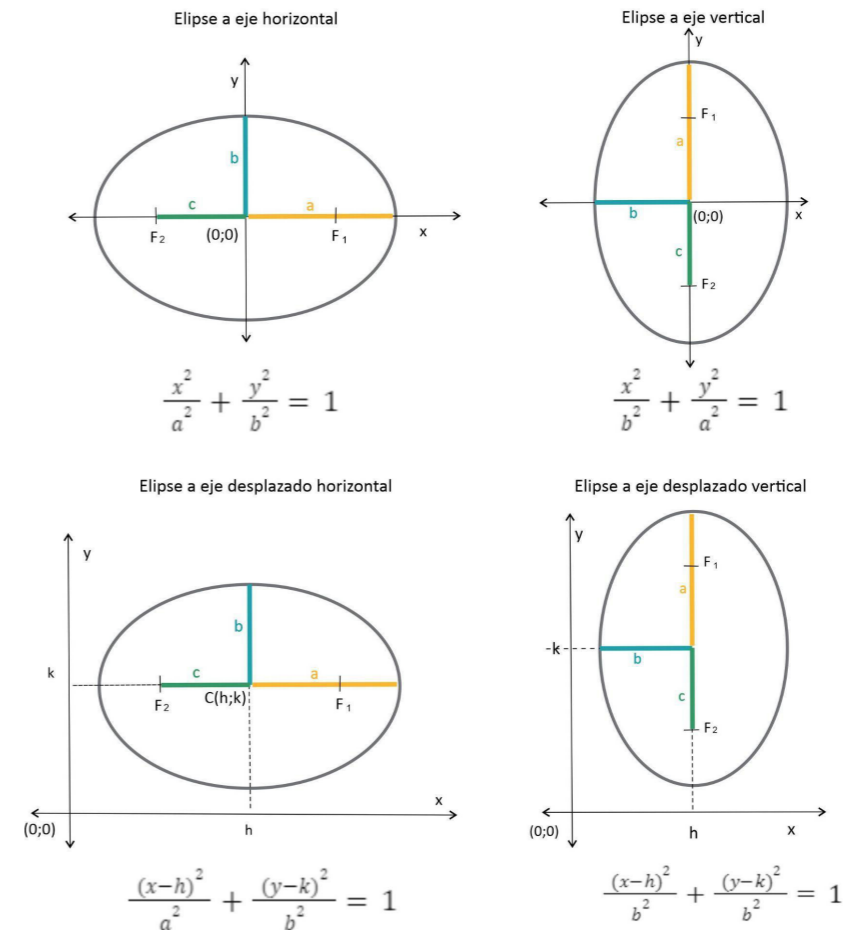 Elipse a eje horizontal
y
b
c
a
F₂
(0;0)
F₁
x
x²/a² + y²/b² = 1
Elipse a eje vertical
y
F₁
a
b
(0;0)
x
c
F₂
x²/b² + y²/a² = 1
Elipse a eje desplazado horizontal
y
b
k
c
a
F₂
C(h;k)
F₁
x
(0;0)
h
(x−h)²/a² + (y−k)²/b² = 1
Elipse a eje desplazado vertical
y
F₁
a
-k
b
c
F₂
(0;0)
h
x
(x−h)²/b² + (y−k)²/b² = 1